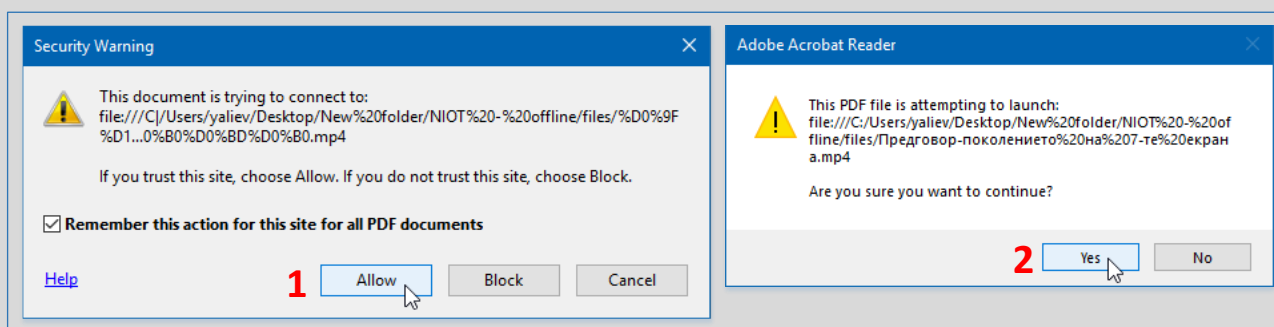 Security Warning
This document is trying to connect to:
file:///C|/Users/yaliev/Desktop/New%20folder/NIOT%20-%20offline/files/%D0%9F
%D1...0%B0%D0%BD%D0%B0.mp4
If you trust this site, choose Allow. If you do not trust this site, choose Block.
Remember this action for this site for all PDF documents
Help
1
Allow
Block
Cancel
Adobe Acrobat Reader
This PDF file is attempting to launch:
file:///C:/Users/yaliev/Desktop/New%20folder/NIOT%20-%20of
fline/files/Предговор-поколението%20на%207-те%20екран
а.mp4
Are you sure you want to continue?
2
Yes
No